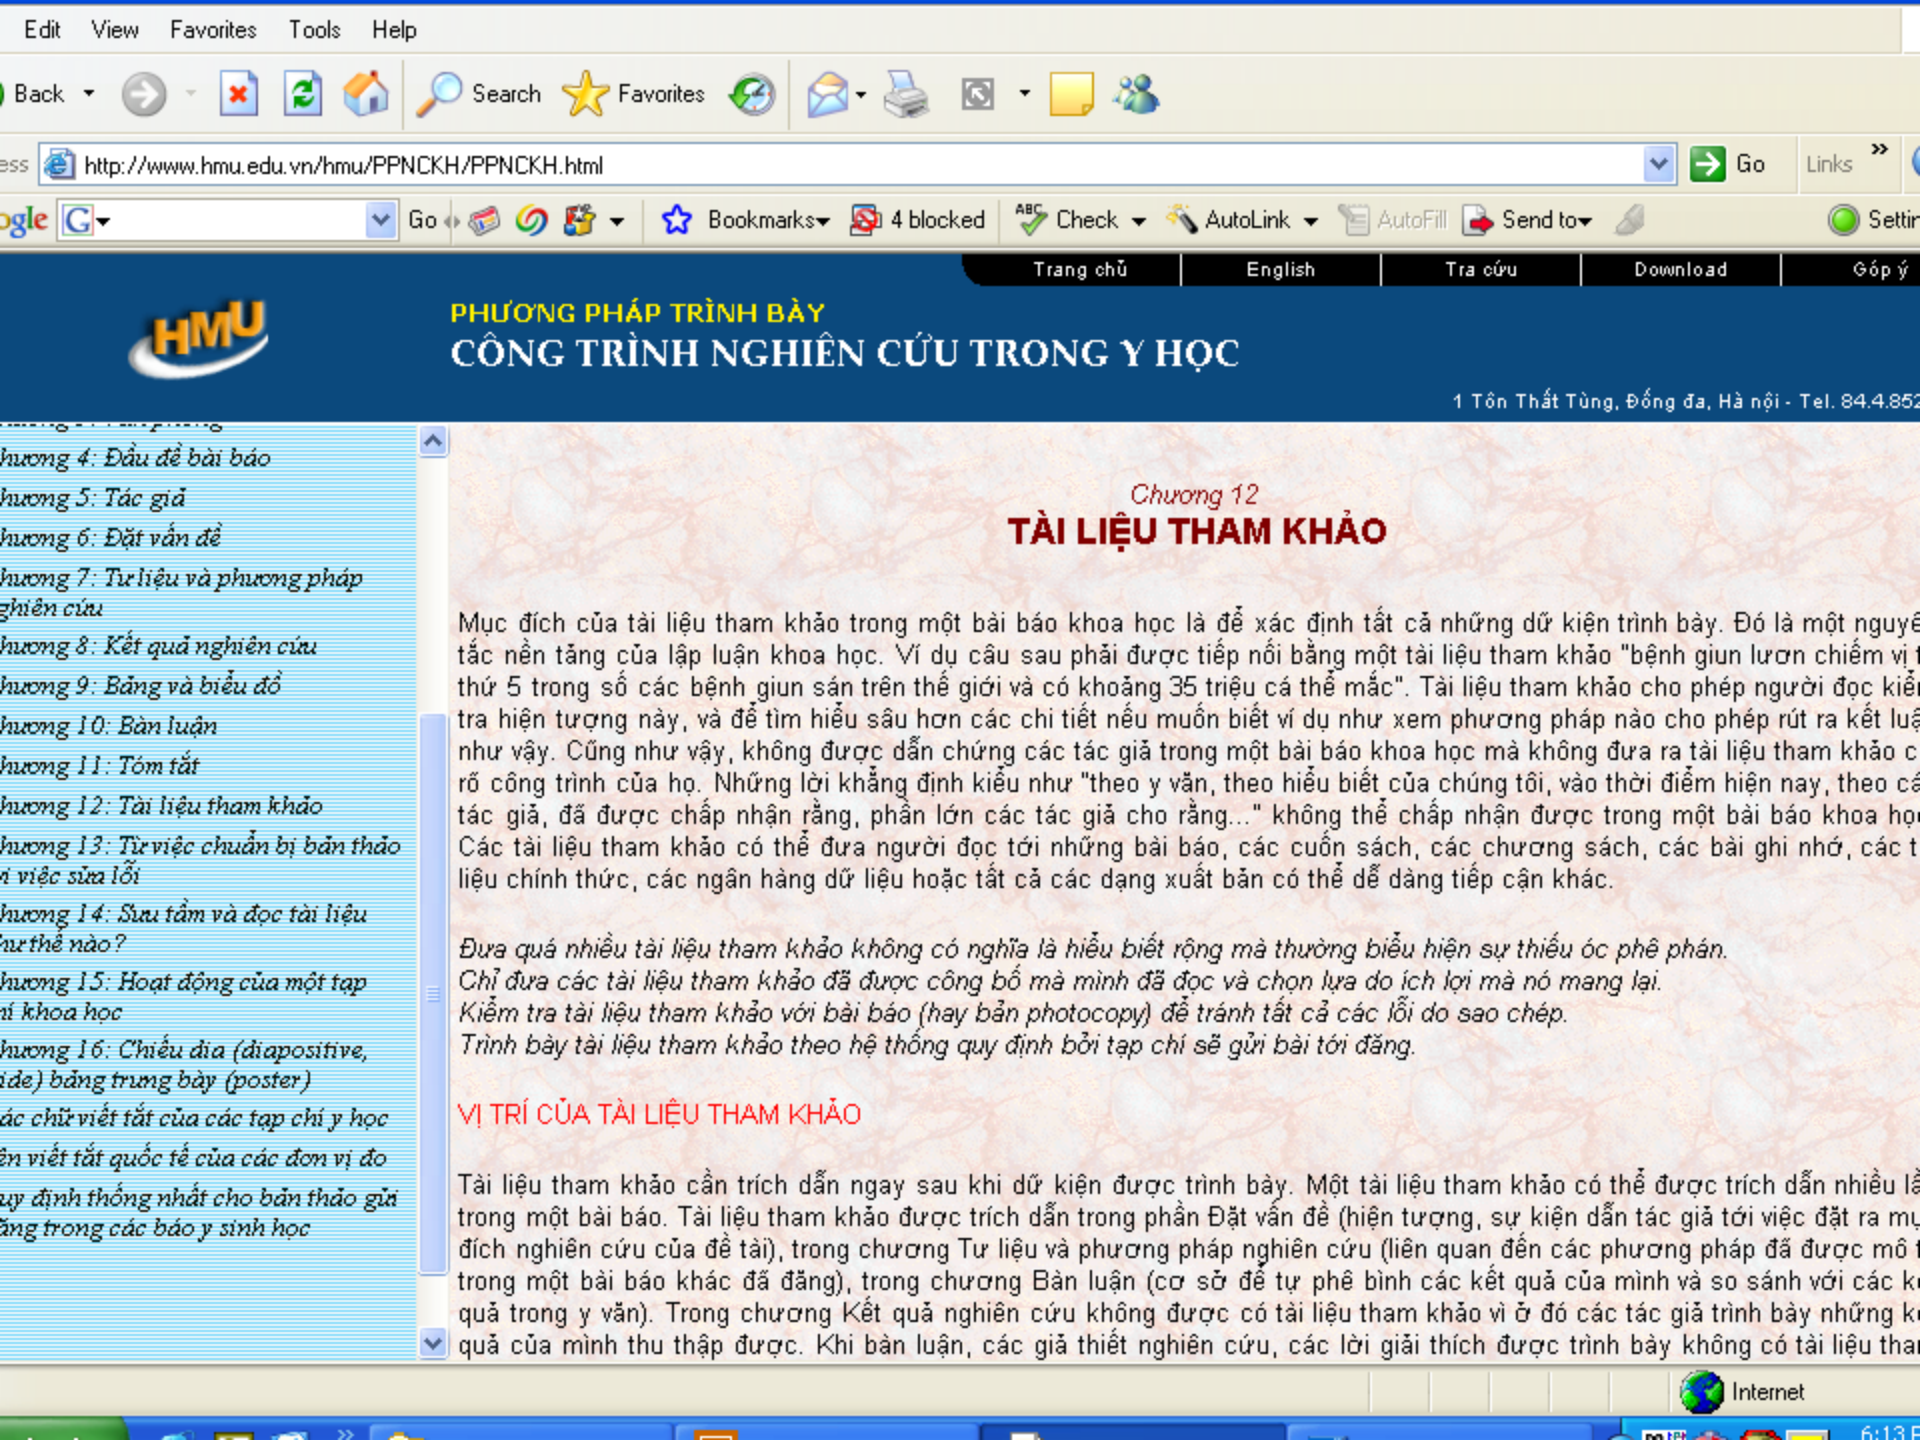 Edit View Favorites Tools Help
Back Search Favorites
http://www.hmu.edu.vn/hmu/PPNCKH/PPNCKH.html Go Links »
G Go Bookmarks 4 blocked ABC Check AutoLink AutoFill Send to
Trang chủ English Tra cứu Download Góp ý
HMU
PHƯƠNG PHÁP TRÌNH BÀY
CÔNG TRÌNH NGHIÊN CỨU TRONG Y HỌC
1 Tôn Thất Tùng, Đống đa, Hà nội - Tel. 84.4.852
hương 4: Đầu đề bài báo
hương 5: Tác giả
hương 6: Đặt vấn đề
hương 7: Tư liệu và phương pháp
ghiên cứu
hương 8: Kết quả nghiên cứu
hương 9: Bảng và biểu đồ
hương 10: Bàn luận
hương 11: Tóm tắt
hương 12: Tài liệu tham khảo
hương 13: Từ việc chuẩn bị bản thảo
việc sửa lỗi
hương 14: Sưu tầm và đọc tài liệu
hư thế nào?
hương 15: Hoạt động của một tạp
hí khoa học
hương 16: Chiếu dia (diapositive,
ide) bảng trưng bày (poster)
ác chữ viết tắt của các tạp chí y học
ên viết tắt quốc tế của các đơn vị đo
uy định thống nhất cho bản thảo gửi
ăng trong các báo y sinh học
Chương 12
TÀI LIỆU THAM KHẢO
Mục đích của tài liệu tham khảo trong một bài báo khoa học là để xác định tất cả những dữ kiện trình bày. Đó là một nguyê
tắc nền tảng của lập luận khoa học. Ví dụ câu sau phải được tiếp nối bằng một tài liệu tham khảo "bệnh giun lươn chiếm vị t
thứ 5 trong số các bệnh giun sán trên thế giới và có khoảng 35 triệu cá thể mắc". Tài liệu tham khảo cho phép người đọc kiể
tra hiện tượng này, và để tìm hiểu sâu hơn các chi tiết nếu muốn biết ví dụ như xem phương pháp nào cho phép rút ra kết luậ
như vậy. Cũng như vậy, không được dẫn chứng các tác giả trong một bài báo khoa học mà không đưa ra tài liệu tham khảo c
rõ công trình của họ. Những lời khẳng định kiểu như "theo y văn, theo hiểu biết của chúng tôi, vào thời điểm hiện nay, theo cá
tác giả, đã được chấp nhận rằng, phần lớn các tác giả cho rằng..." không thể chấp nhận được trong một bài báo khoa họ
Các tài liệu tham khảo có thể đưa người đọc tới những bài báo, các cuốn sách, các chương sách, các bài ghi nhớ, các t
liệu chính thức, các ngân hàng dữ liệu hoặc tất cả các dạng xuất bản có thể dễ dàng tiếp cận khác.
Đưa quá nhiều tài liệu tham khảo không có nghĩa là hiểu biết rộng mà thường biểu hiện sự thiếu óc phê phán.
Chỉ đưa các tài liệu tham khảo đã được công bố mà mình đã đọc và chọn lựa do ích lợi mà nó mang lại.
Kiểm tra tài liệu tham khảo với bài báo (hay bản photocopy) để tránh tất cả các lỗi do sao chép.
Trình bày tài liệu tham khảo theo hệ thống quy định bởi tạp chí sẽ gửi bài tới đăng.
VỊ TRÍ CỦA TÀI LIỆU THAM KHẢO
Tài liệu tham khảo cần trích dẫn ngay sau khi dữ kiện được trình bày. Một tài liệu tham khảo có thể được trích dẫn nhiều lầ
trong một bài báo. Tài liệu tham khảo được trích dẫn trong phần Đặt vấn đề (hiện tượng, sự kiện dẫn tác giả tới việc đặt ra mụ
đích nghiên cứu của đề tài), trong chương Tư liệu và phương pháp nghiên cứu (liên quan đến các phương pháp đã được mô t
trong một bài báo khác đã đăng), trong chương Bàn luận (cơ sở để tự phê bình các kết quả của mình và so sánh với các kế
quả trong y văn). Trong chương Kết quả nghiên cứu không được có tài liệu tham khảo vì ở đó các tác giả trình bày những kế
quả của mình thu thập được. Khi bàn luận, các giả thiết nghiên cứu, các lời giải thích được trình bày không có tài liệu tha
Internet
6:13